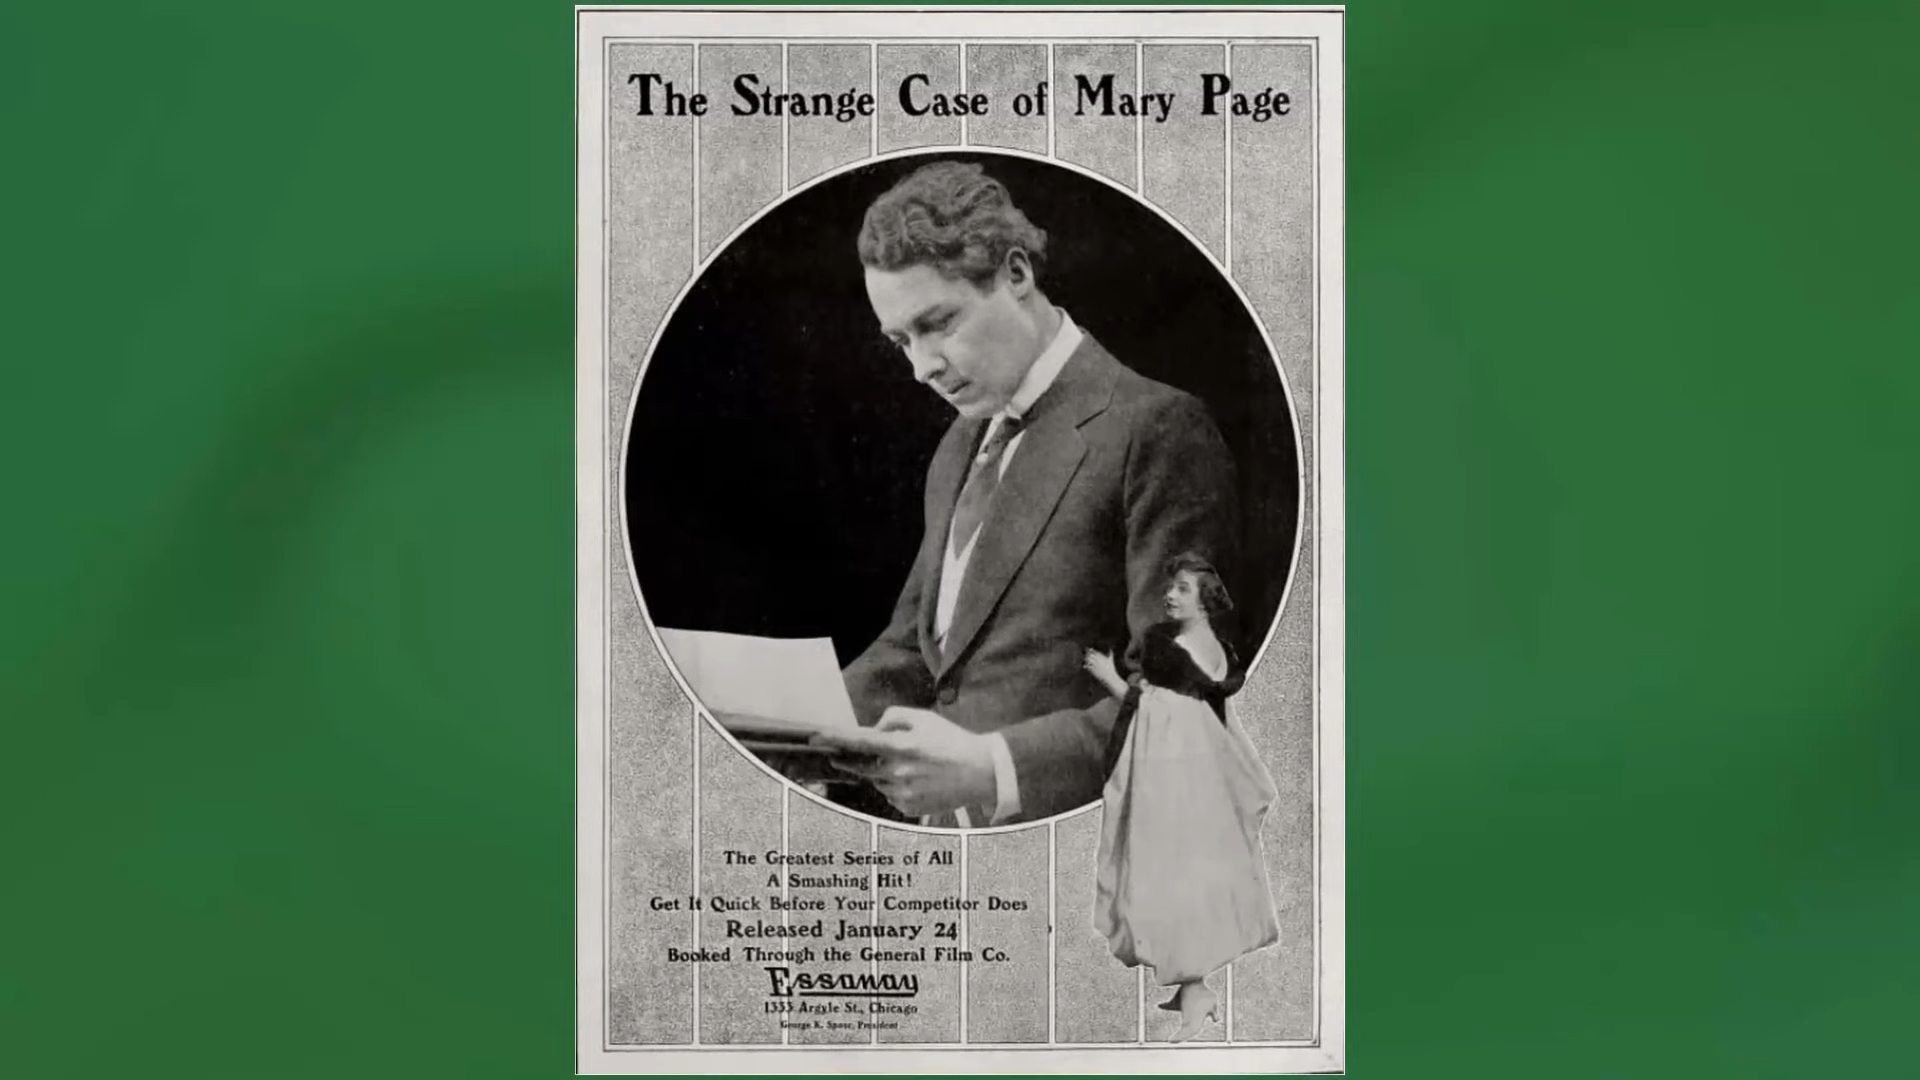 The Strange Case of Mary Page
The Greatest Series of All
A Smashing Hit!
Get It Quick Before Your Competitor Does
Released January 24
Booked Through the General Film Co.
Essanay
1333 Argyle St., Chicago
George K. Spoor, President